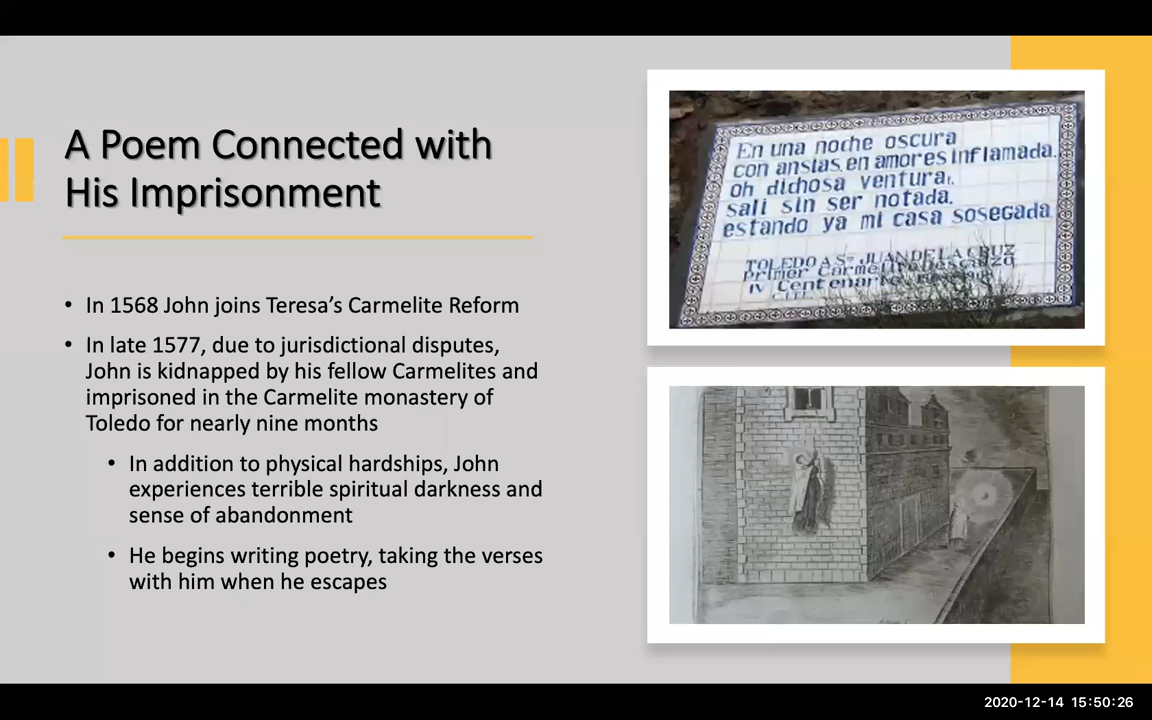 A Poem Connected with
His Imprisonment
• In 1568 John joins Teresa’s Carmelite Reform
• In late 1577, due to jurisdictional disputes,
John is kidnapped by his fellow Carmelites and
imprisoned in the Carmelite monastery of
Toledo for nearly nine months
• In addition to physical hardships, John
experiences terrible spiritual darkness and
sense of abandonment
• He begins writing poetry, taking the verses
with him when he escapes
En una noche oscura
con ansias, en amores inflamada.
oh dichosa ventura,
sali sin ser notada.
estando ya mi casa sosegada
TOLEDO A Sn JUAN DE LA CRUZ
Primer Carmelita Descalzo
IV Centenario
2020-12-14 15:50:26